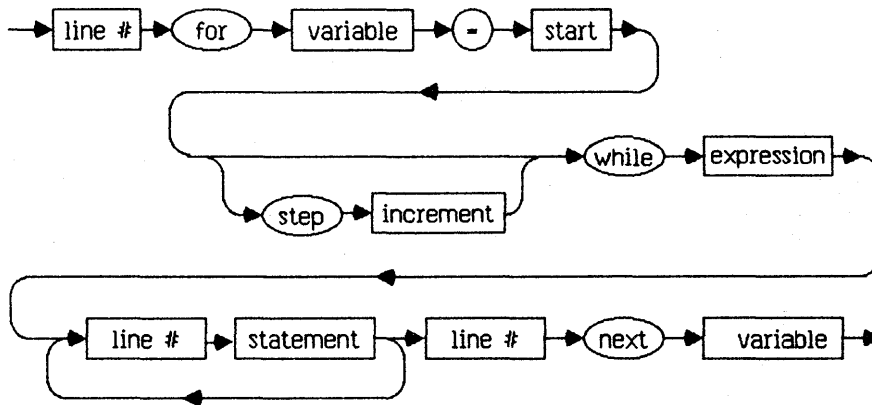 line # for variable = start
while expression
step increment
line # statement line # next variable